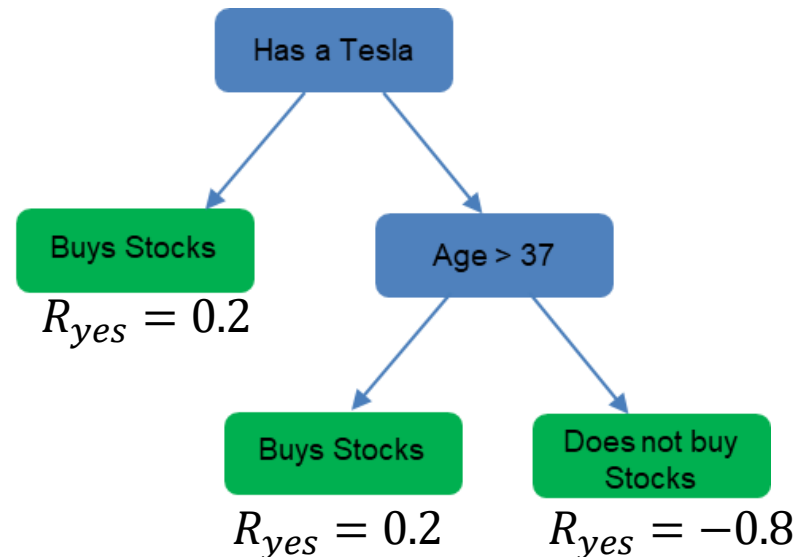 Has a Tesla
Buys Stocks
Age > 37
R_yes = 0.2
Buys Stocks
Does not buy
Stocks
R_yes = 0.2
R_yes = −0.8